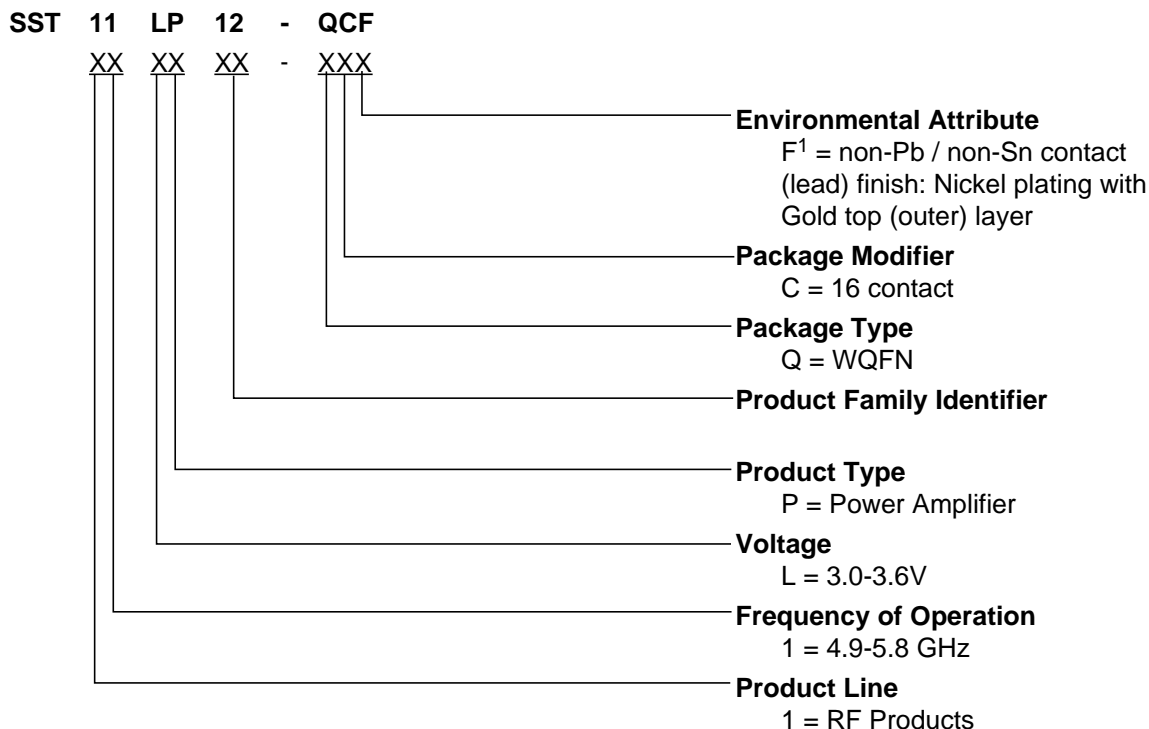 SST 11 LP 12 - QCF
XX XX XX - XXX
Environmental Attribute
F1 = non-Pb / non-Sn contact
(lead) finish: Nickel plating with
Gold top (outer) layer
Package Modifier
C = 16 contact
Package Type
Q = WQFN
Product Family Identifier
Product Type
P = Power Amplifier
Voltage
L = 3.0-3.6V
Frequency of Operation
1 = 4.9-5.8 GHz
Product Line
1 = RF Products